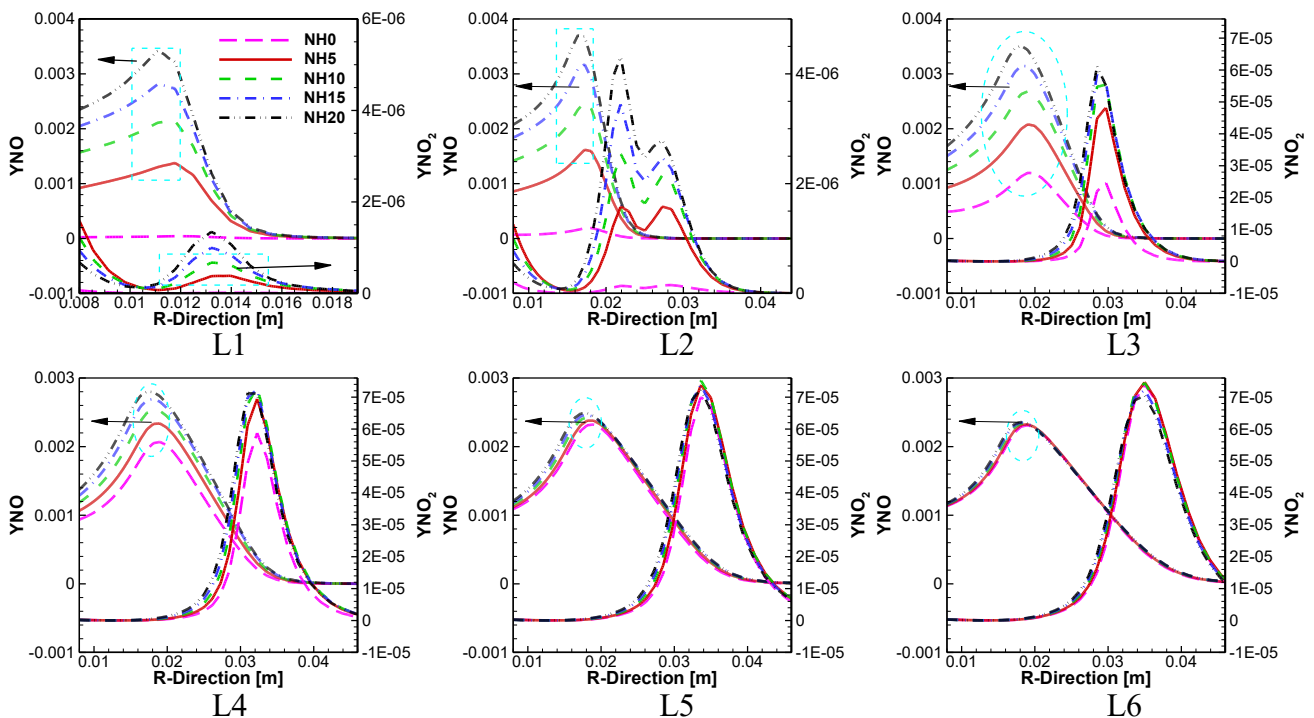 0.004
0.003
0.002
0.001
0
-0.001
YNO
6E-06
4E-06
2E-06
0
YNO2
NH0
NH5
NH10
NH15
NH20
0.008 0.01 0.012 0.014 0.016 0.018
R-Direction [m]
L1
0.004
0.003
0.002
0.001
0
-0.001
YNO
4E-06
2E-06
0
YNO2
0.01 0.02 0.03 0.04
R-Direction [m]
L2
0.004
0.003
0.002
0.001
0
-0.001
YNO
7E-05
6E-05
5E-05
4E-05
3E-05
2E-05
1E-05
0
-1E-05
YNO2
0.01 0.02 0.03 0.04
R-Direction [m]
L3
0.003
0.002
0.001
0
-0.001
YNO
7E-05
6E-05
5E-05
4E-05
3E-05
2E-05
1E-05
0
-1E-05
YNO2
0.01 0.02 0.03 0.04
R-Direction [m]
L4
0.003
0.002
0.001
0
-0.001
YNO
7E-05
6E-05
5E-05
4E-05
3E-05
2E-05
1E-05
0
-1E-05
YNO2
0.01 0.02 0.03 0.04
R-Direction [m]
L5
0.003
0.002
0.001
0
-0.001
YNO
7E-05
6E-05
5E-05
4E-05
3E-05
2E-05
1E-05
0
-1E-05
YNO2
0.01 0.02 0.03 0.04
R-Direction [m]
L6